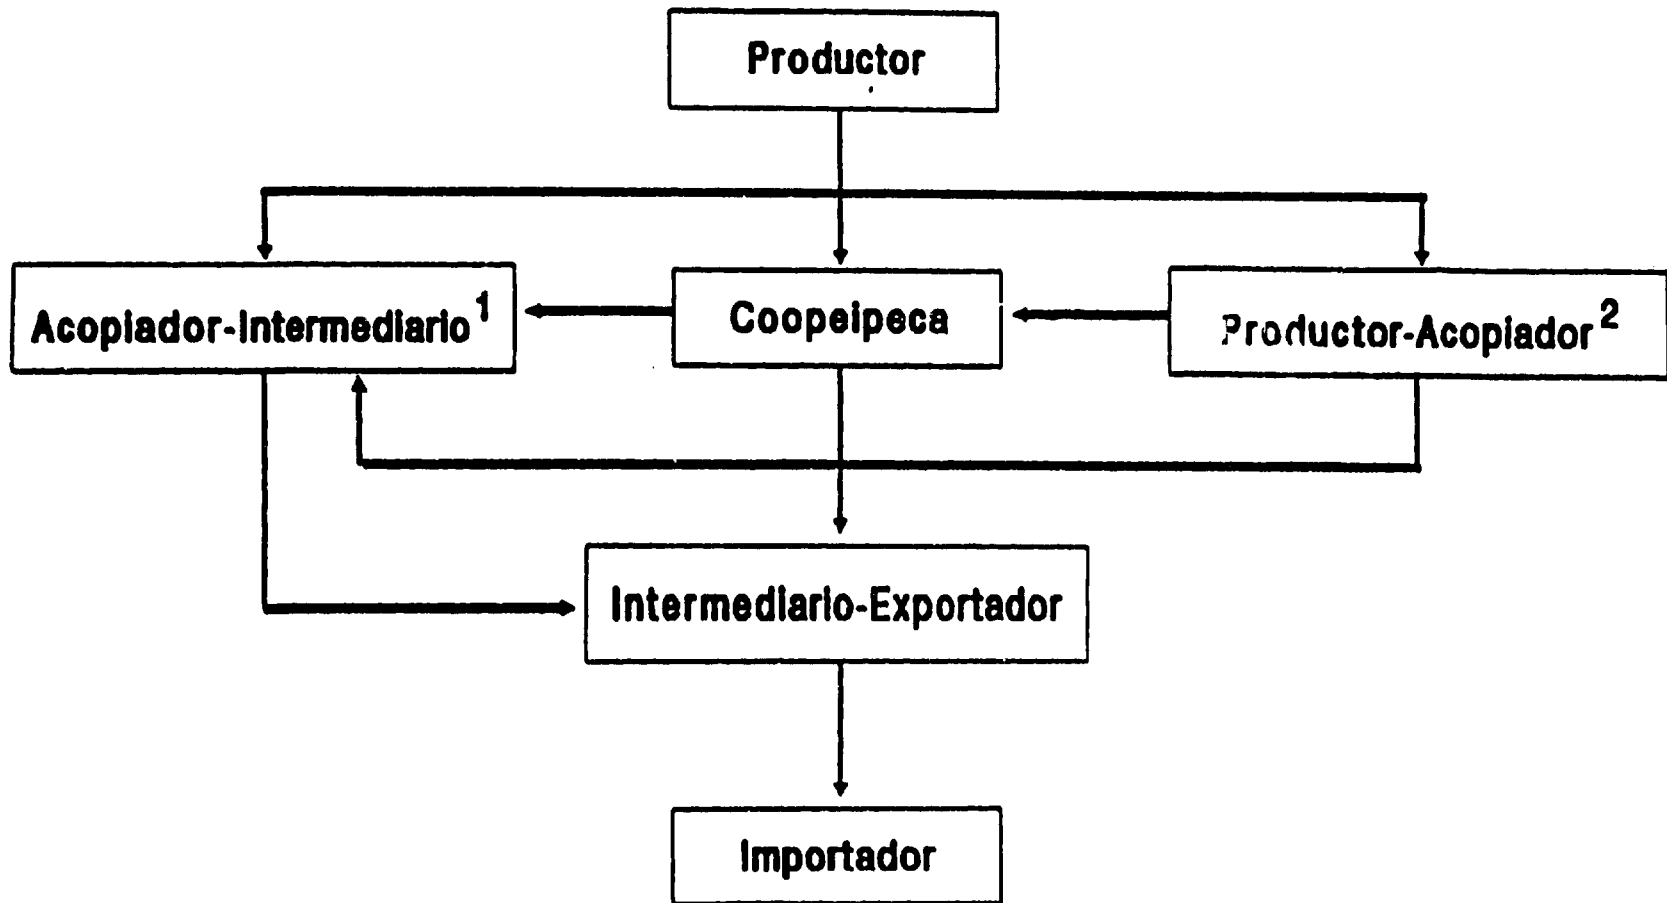 Productor
Acopiador-Intermediario¹
Coopeipeca
Productor-Acopiador²
Intermediario-Exportador
Importador